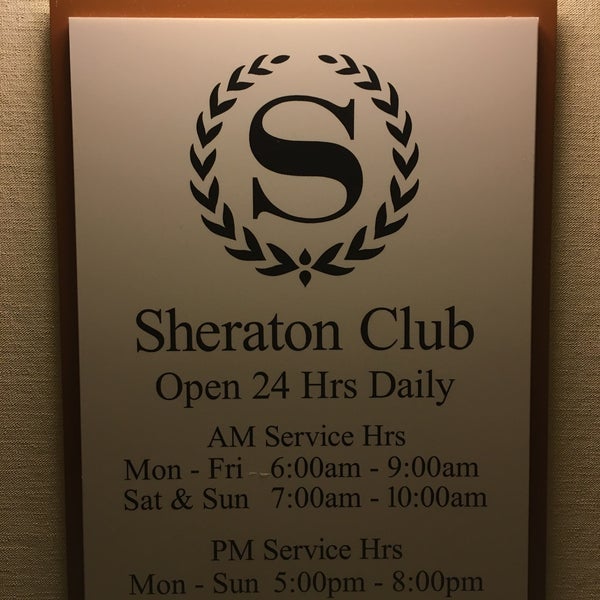 S
Sheraton Club
Open 24 Hrs Daily
AM Service Hrs
Mon - Fri 6:00am - 9:00am
Sat & Sun 7:00am - 10:00am
PM Service Hrs
Mon - Sun 5:00pm - 8:00pm